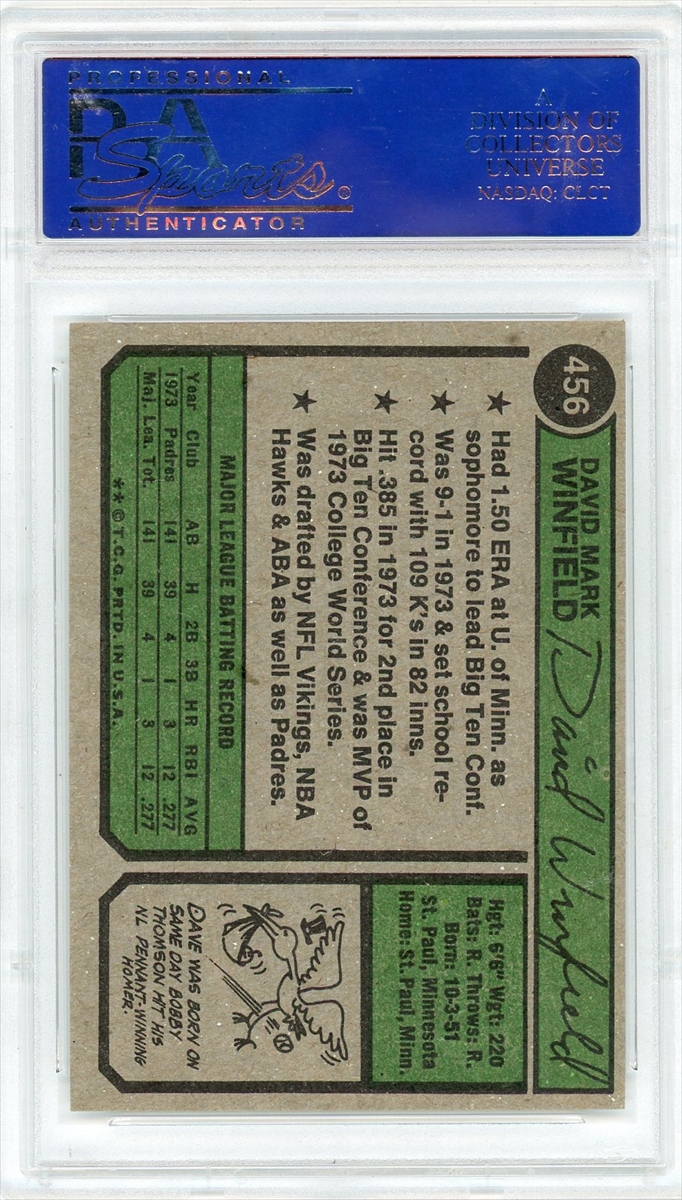 PROFESSIONAL
PSA
Sports®
AUTHENTICATOR
A
DIVISION OF
COLLECTORS
UNIVERSE
NASDAQ: CLCT
456
DAVID MARK
WINFIELD
David Winfield
★ Had 1.50 ERA at U. of Minn. as
sophomore to lead Big Ten Conf.
★ Was 9-1 in 1973 & set school re-
cord with 109 K's in 82 inns.
★ Hit .385 in 1973 for 2nd place in
Big Ten Conference & was MVP of
1973 College World Series.
★ Was drafted by NFL Vikings, NBA
Hawks & ABA as well as Padres.
MAJOR LEAGUE BATTING RECORD
Year Club AB H 2B 3B HR RBI AVG
1973 Padres 141 39 4 1 3 12 .277
Maj. Lea. Tot. 141 39 4 1 3 12 .277
** © T.C.G. PRTD. IN U.S.A.
Hgt: 6'6" Wgt: 220
Bats: R. Throws: R.
Born: 10-3-51
St. Paul, Minnesota
Home: St. Paul, Minn.
DAVE WAS BORN ON
SAME DAY BOBBY
THOMSON HIT HIS
NL PENNANT-WINNING
HOMER.